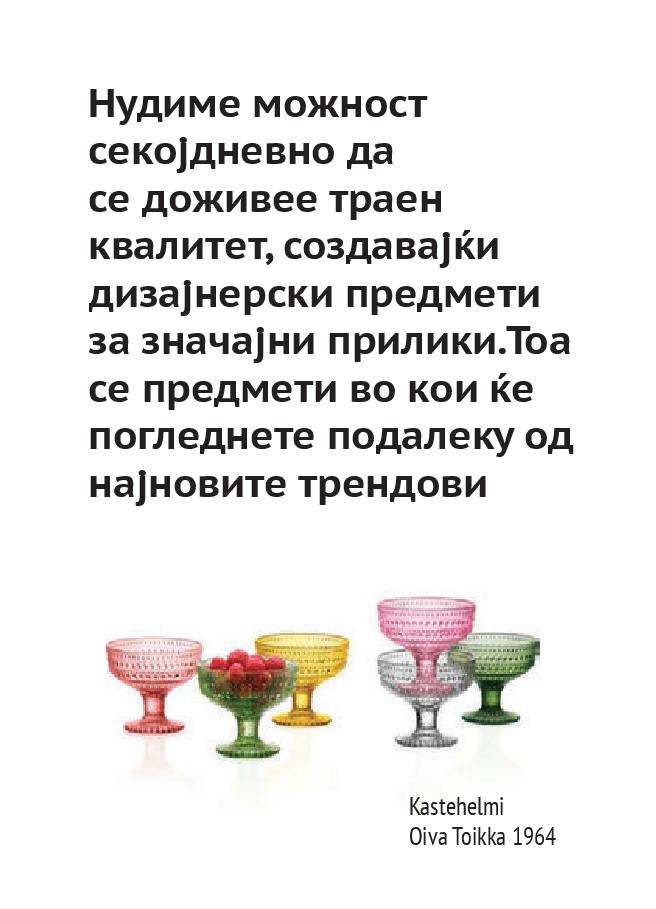 Нудиме можност
секојдневно да
се доживее траен
квалитет, создавајќи
дизајнерски предмети
за значајни прилики.Тоа
се предмети во кои ќе
погледнете подалеку од
најновите трендови
Kastehelmi
Oiva Toikka 1964